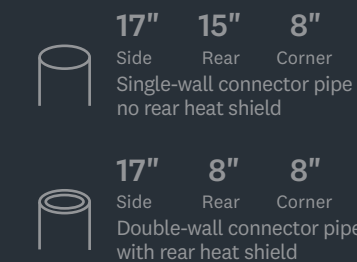 17" 15" 8"
Side Rear Corner
Single-wall connector pipe
no rear heat shield
17" 8" 8"
Side Rear Corner
Double-wall connector pipe
with rear heat shield